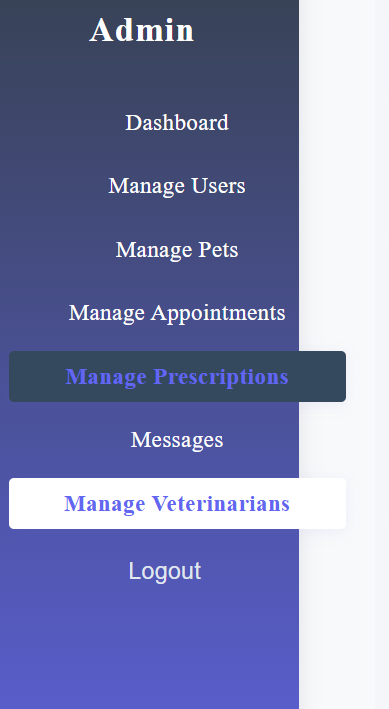 Admin
Dashboard
Manage Users
Manage Pets
Manage Appointments
Manage Prescriptions
Messages
Manage Veterinarians
Logout